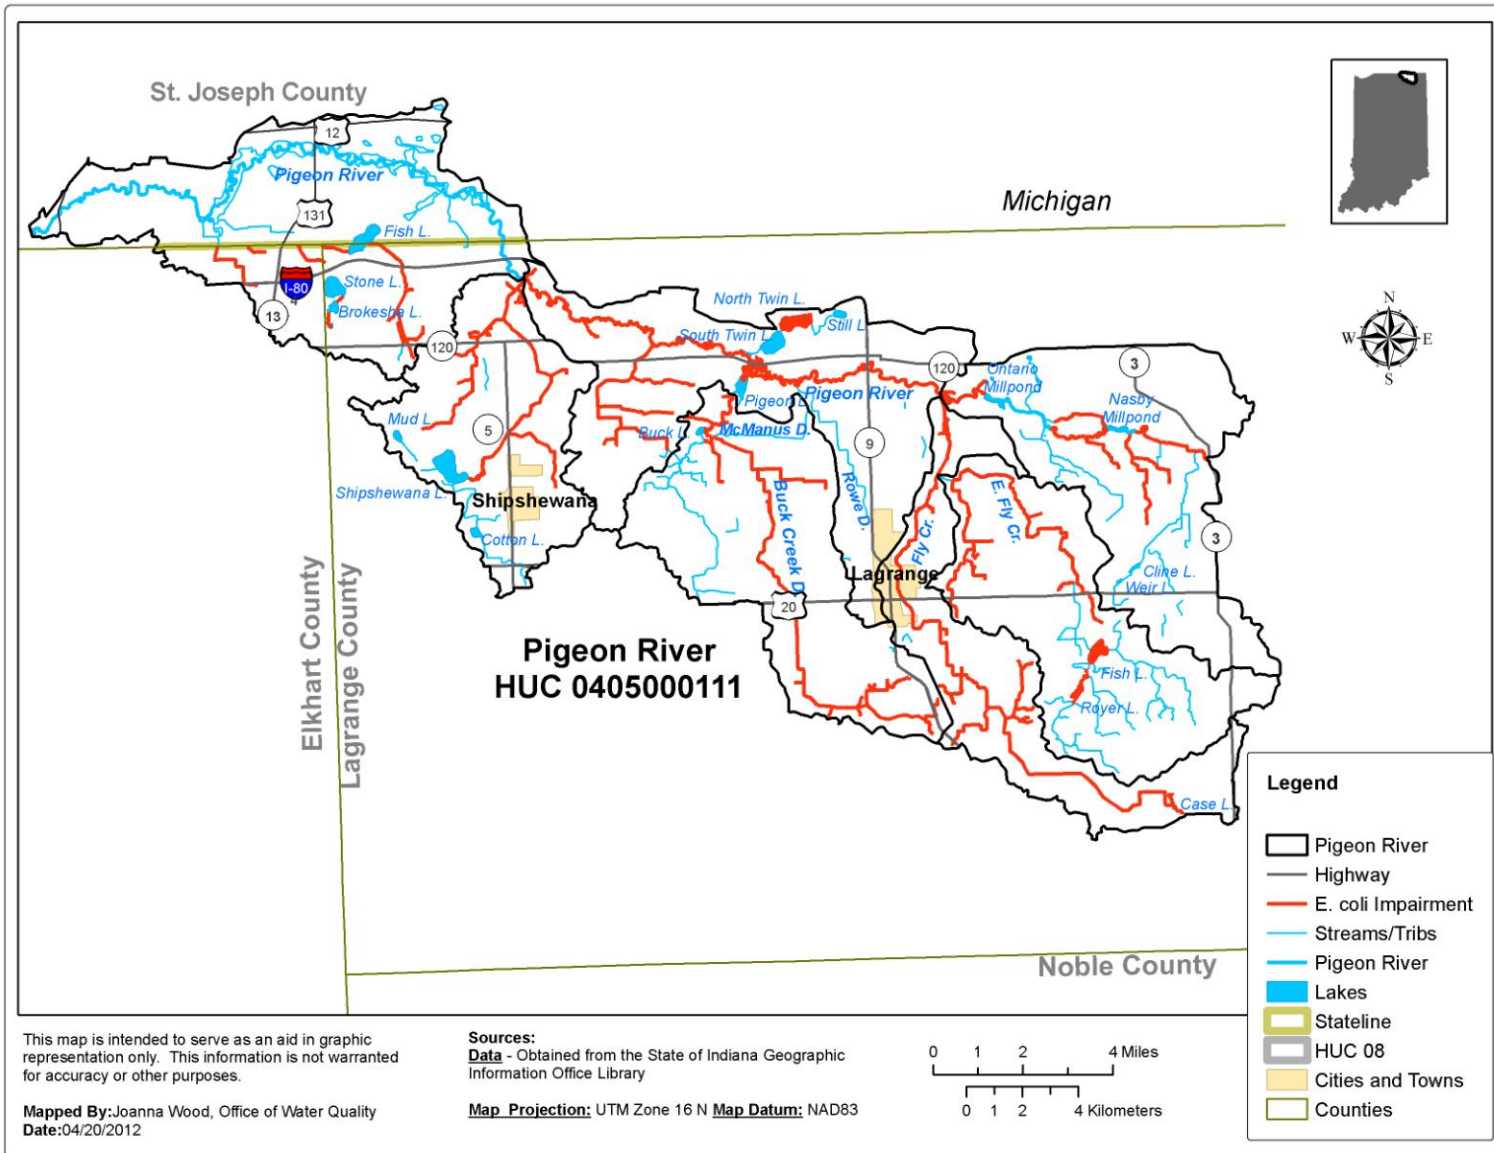 St. Joseph County
12
Pigeon River
131
Michigan
Fish L.
I-80
4
Stone L.
Brokesha L.
13
120
North Twin L.
South Twin L.
Still L.
120
3
Ontario
Millpond
Nasby
Millpond
Pigeon L.
Pigeon River
Mud L.
5
Buck L.
McManus D.
9
Shipshewana L.
Shipshewana
Cotton L.
Buck Creek D.
Rowe D.
Fly Cr.
E. Fly Cr.
3
Lagrange
Cline L.
Weir L.
20
Elkhart County
Lagrange County
Pigeon River
HUC 0405000111
Fish L.
Royer L.
Case L.
Noble County
N
W
E
S
Legend
Pigeon River
Highway
E. coli Impairment
Streams/Tribs
Pigeon River
Lakes
Stateline
HUC 08
Cities and Towns
Counties
This map is intended to serve as an aid in graphic
representation only. This information is not warranted
for accuracy or other purposes.
Mapped By:Joanna Wood, Office of Water Quality
Date:04/20/2012
Sources:
Data - Obtained from the State of Indiana Geographic
Information Office Library
Map Projection: UTM Zone 16 N Map Datum: NAD83
0 1 2 4 Miles
0 1 2 4 Kilometers